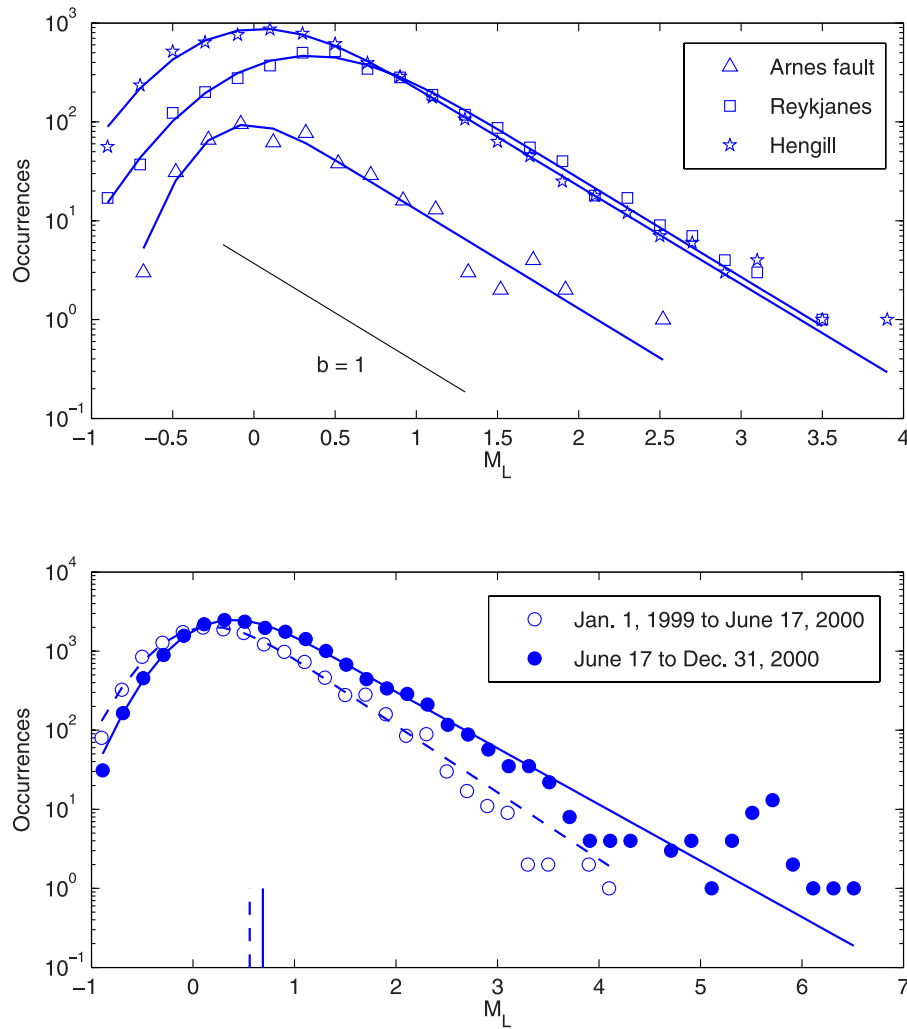 10^3
10^2
10^1
10^0
10^-1
Occurrences
Arnes fault
Reykjanes
Hengill
b = 1
−1 −0.5 0 0.5 1 1.5 2 2.5 3 3.5 4
M_L
10^4
10^3
10^2
10^1
10^0
10^-1
Occurrences
Jan. 1, 1999 to June 17, 2000
June 17 to Dec. 31, 2000
−1 0 1 2 3 4 5 6 7
M_L